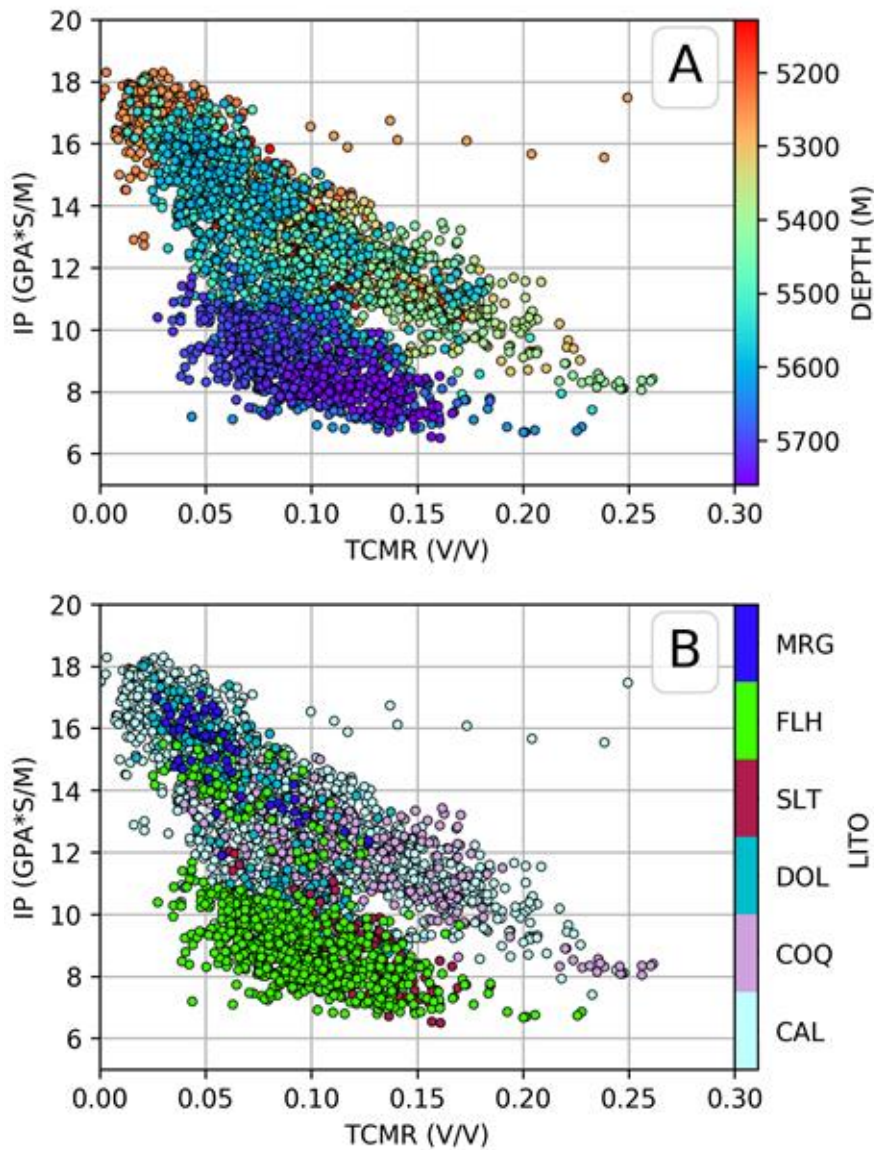 A
20
18
16
14
12
10
8
6
IP (GPA*S/M)
0.00 0.05 0.10 0.15 0.20 0.25 0.30
TCMR (V/V)
5200
5300
5400
5500
5600
5700
DEPTH (M)
B
20
18
16
14
12
10
8
6
IP (GPA*S/M)
0.00 0.05 0.10 0.15 0.20 0.25 0.30
TCMR (V/V)
MRG
FLH
SLT
DOL
COQ
CAL
LITO